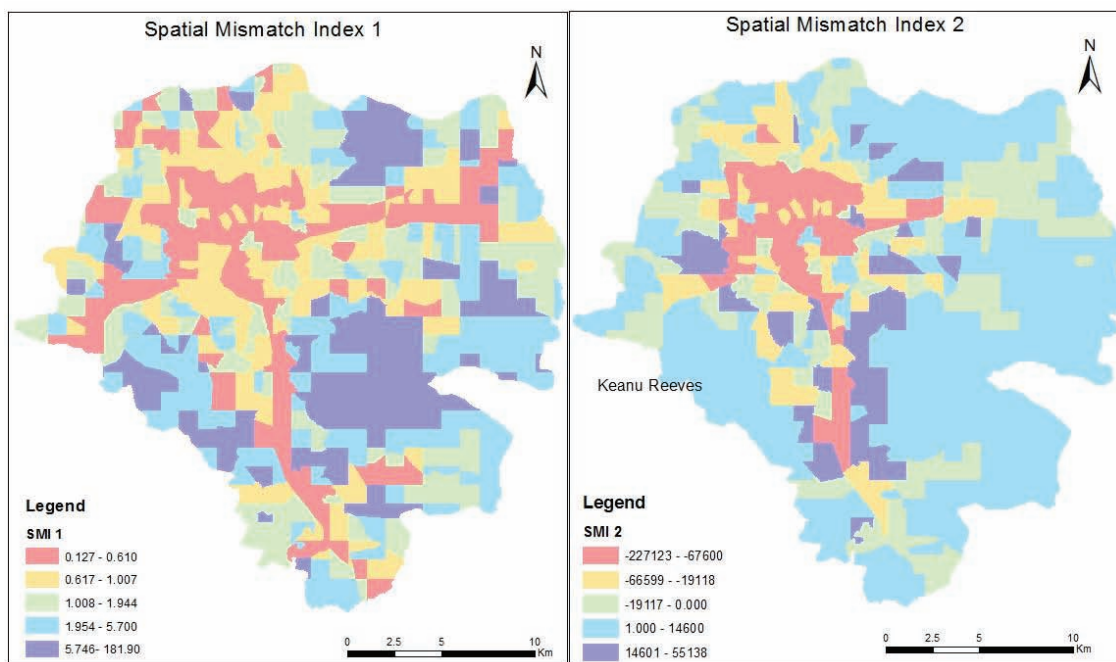 Spatial Mismatch Index 1
N
Legend
SMI 1
0.127 - 0.610
0.617 - 1.007
1.008 - 1.944
1.954 - 5.700
5.746- 181.90
0 2.5 5 10
Km
Spatial Mismatch Index 2
N
Keanu Reeves
Legend
SMI 2
-227123 - -67600
-66599 - -19118
-19117 - 0.000
1.000 - 14600
14601 - 55138
0 2.5 5 10
Km